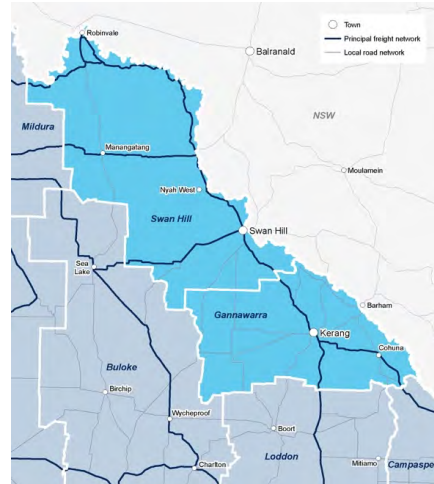 Robinvale
Town
Principal freight network
Local road network
Balranald
NSW
Mildura
Manangatang
Moulamein
Nyah West
Swan Hill
Swan Hill
Sea
Lake
Barham
Gannawarra
Kerang
Cohuna
Buloke
Birchip
Wycheproof
Boort
Loddon
Mitiamo
Campaspe
Charlton